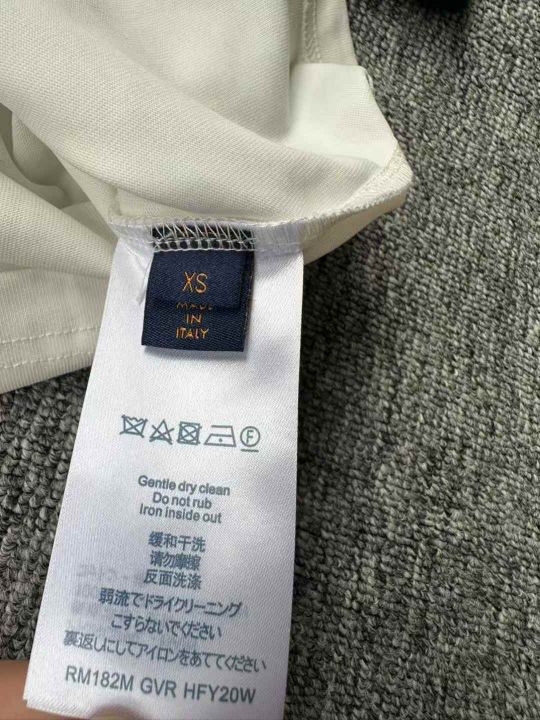 XS
MADE
IN
ITALY
F
Gentle dry clean
Do not rub
Iron inside out
缓和干洗
请勿摩擦
反面洗涤
弱流でドライクリーニング
こすらないでください
裏返しにしてアイロンをあててください
RM182M GVR HFY20W